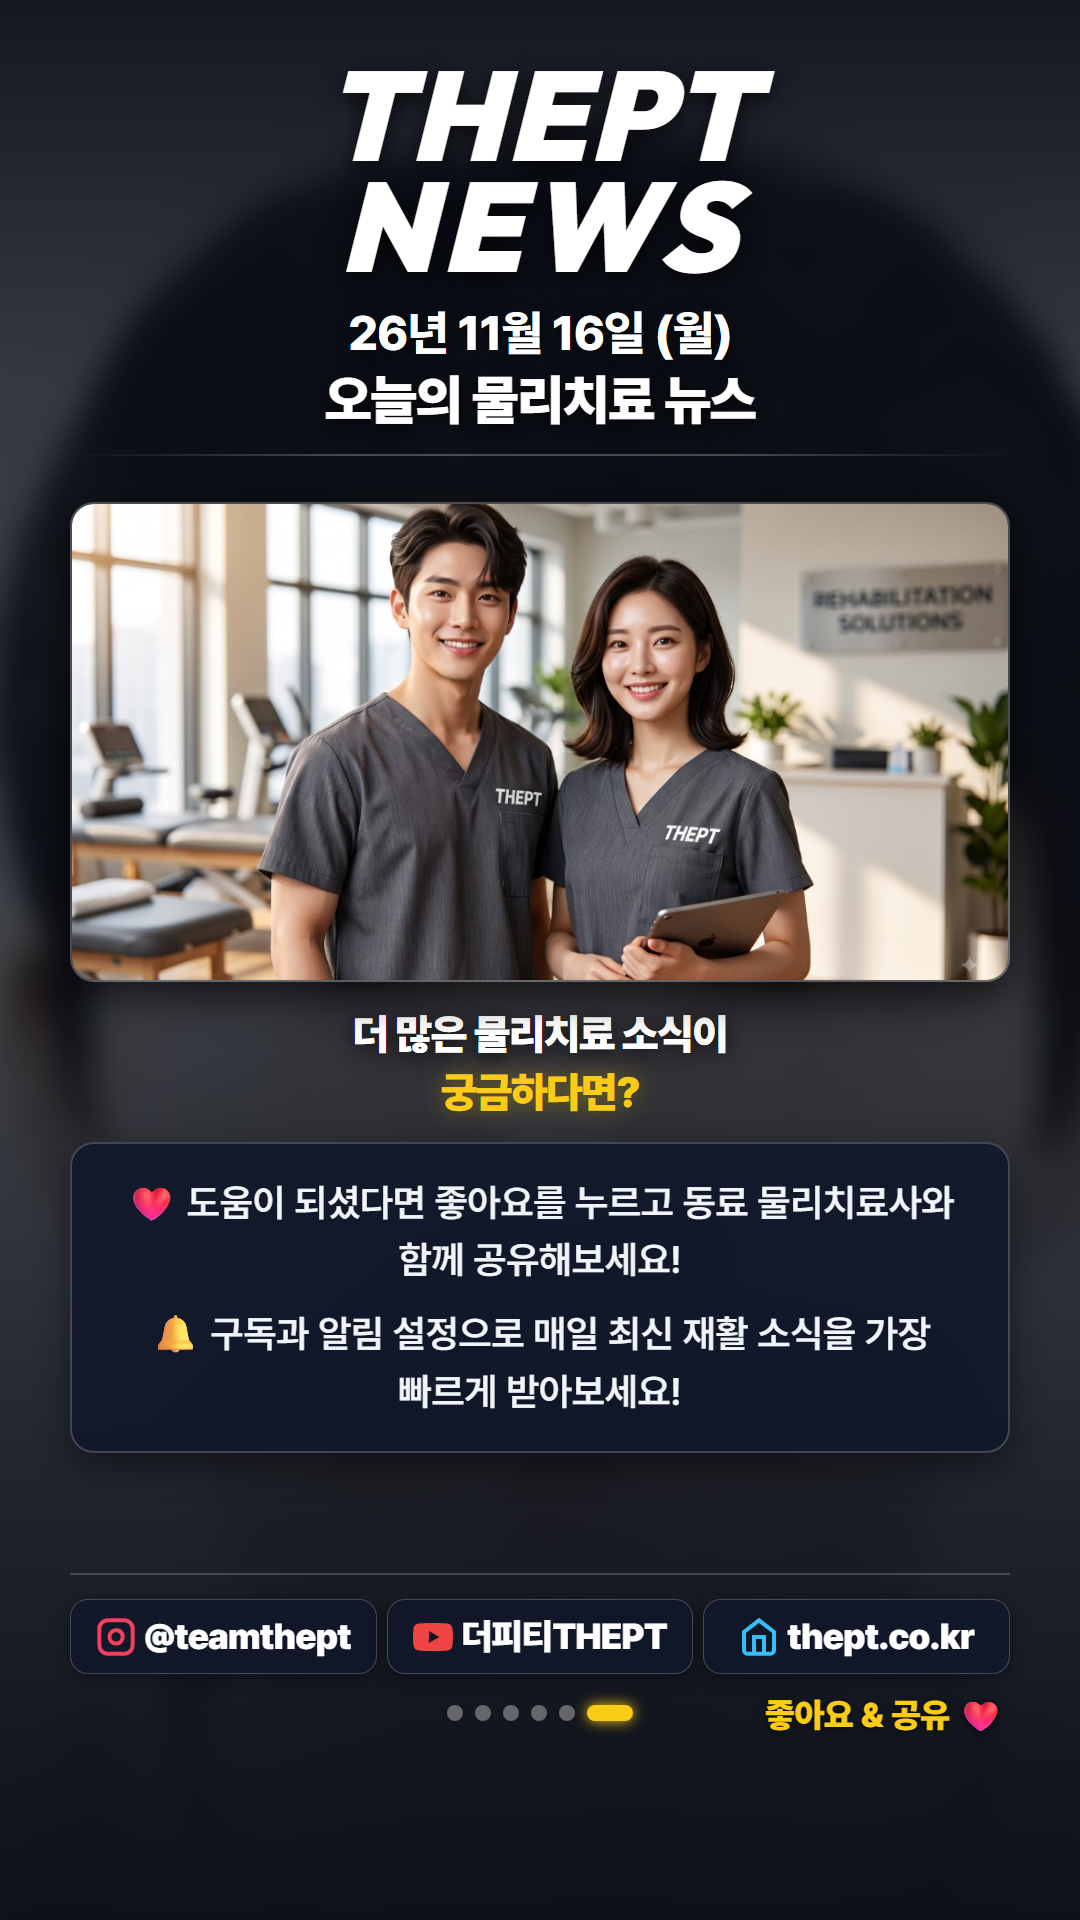 THEPT
NEWS
26년 11월 16일 (월)
오늘의 물리치료 뉴스
REHABILITATION
SOLUTIONS
THEPT
THEPT
더 많은 물리치료 소식이
궁금하다면?
도움이 되셨다면 좋아요를 누르고 동료 물리치료사와
함께 공유해보세요!
구독과 알림 설정으로 매일 최신 재활 소식을 가장
빠르게 받아보세요!
@teamthept
더피티THEPT
thept.co.kr
좋아요 & 공유